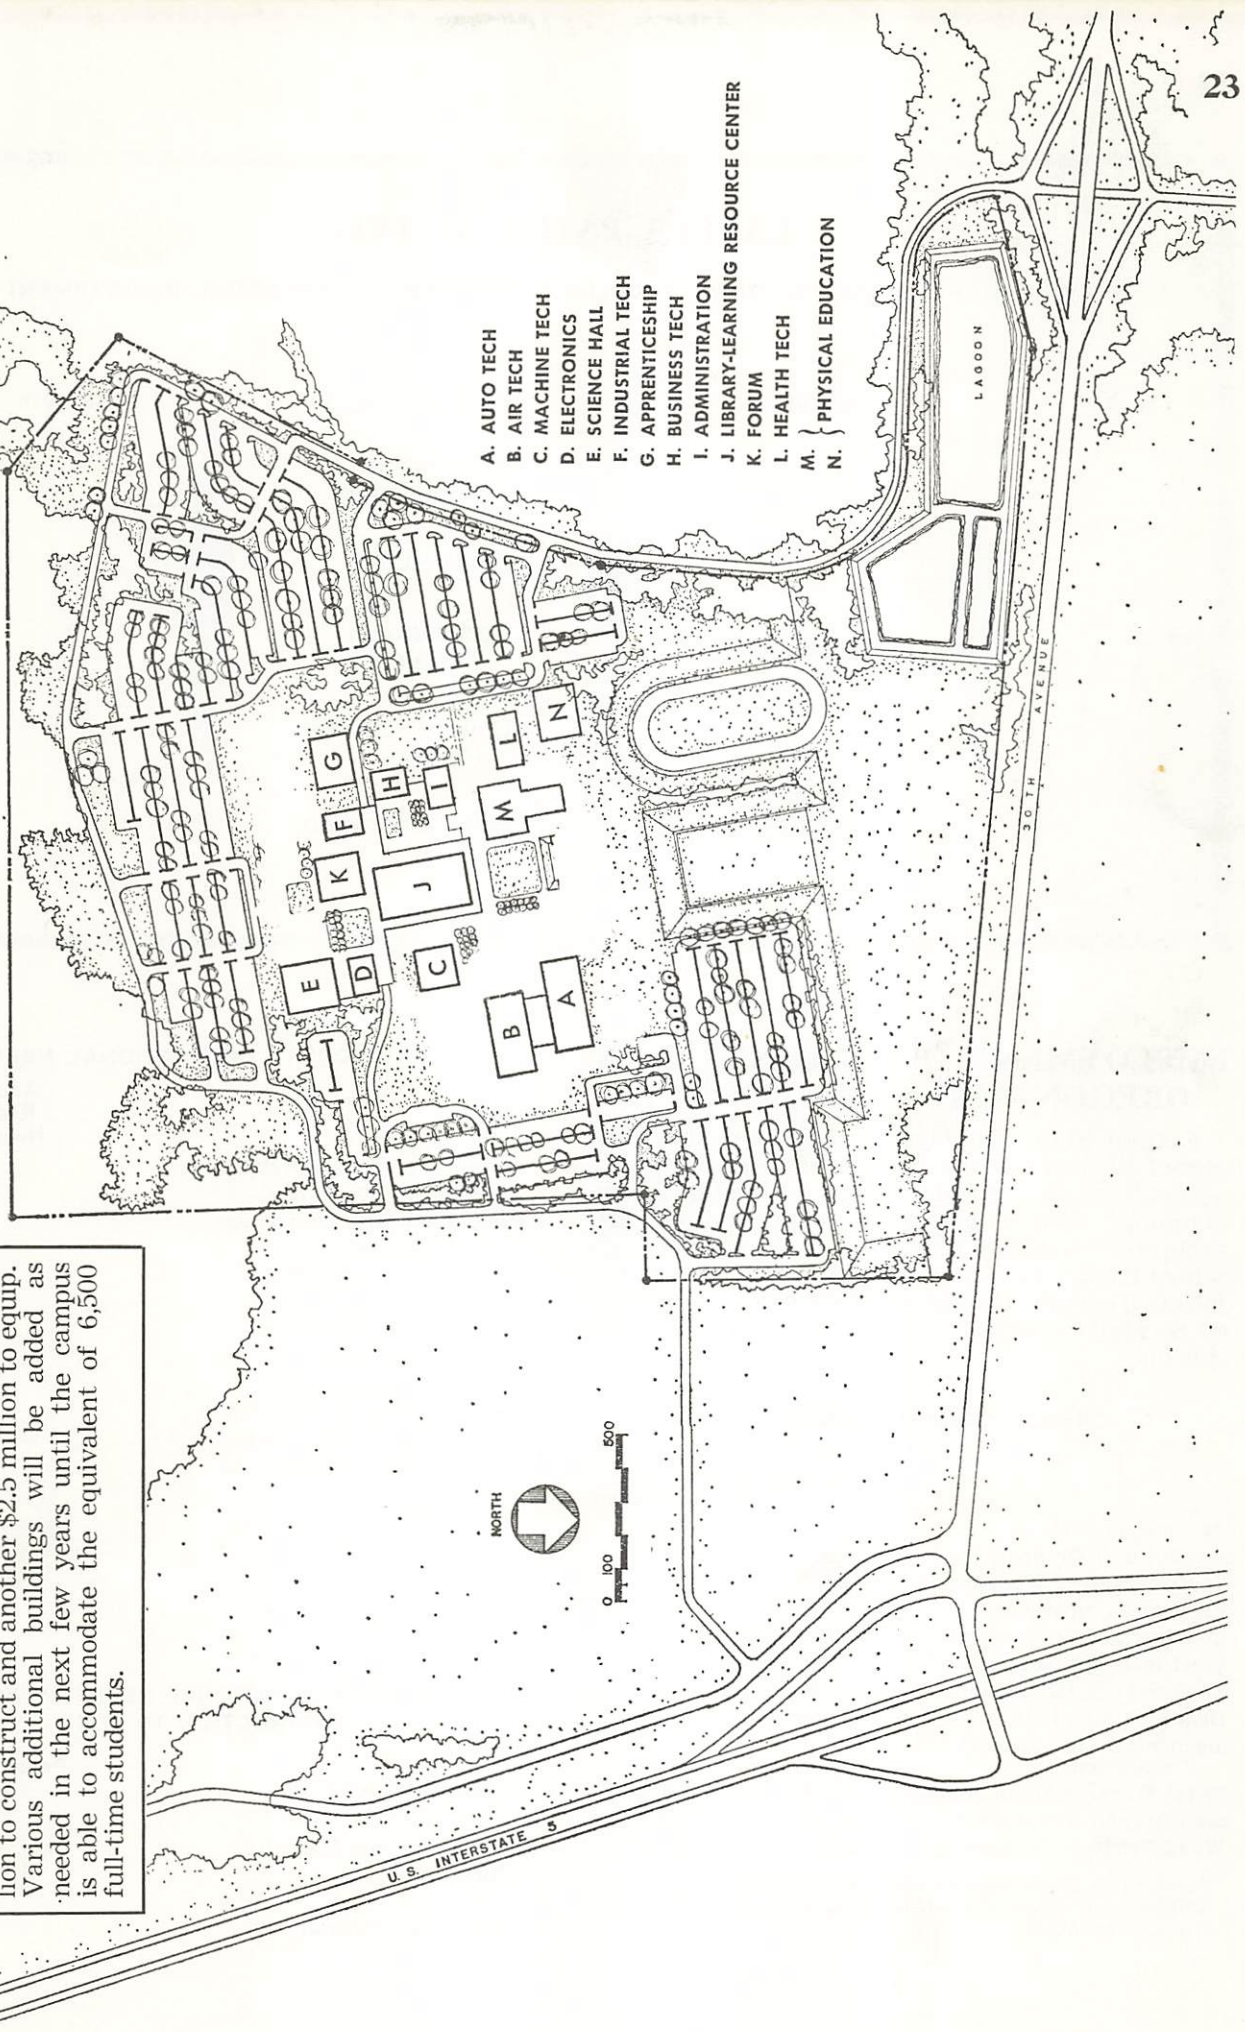 lion to construct and another $2.5 million to equip.
Various additional buildings will be added as
needed in the next few years until the campus
is able to accommodate the equivalent of 6,500
full-time students.
A. AUTO TECH
B. AIR TECH
C. MACHINE TECH
D. ELECTRONICS
E. SCIENCE HALL
F. INDUSTRIAL TECH
G. APPRENTICESHIP
H. BUSINESS TECH
I. ADMINISTRATION
J. LIBRARY-LEARNING RESOURCE CENTER
K. FORUM
L. HEALTH TECH
M. } PHYSICAL EDUCATION
N.
G
F
H
K
I
L
N
E
D
J
M
C
B
A
LAGOON
30TH AVENUE
NORTH
0 100 500
U.S. INTERSTATE 5
23